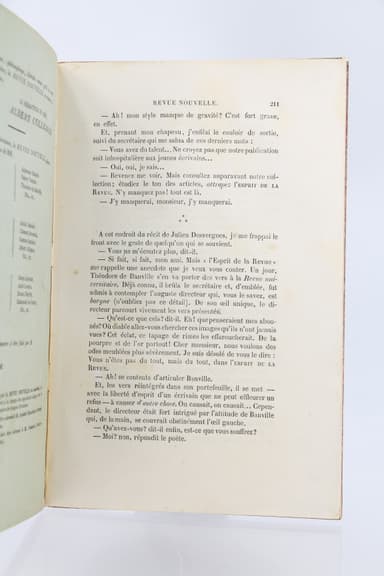 LA RÉDACTION
ALBERT COLLIGNON
REVUE NOUVELLE.
211
— Ah! mon style manque de gravité? C'est fort grave,
en effet.
Et, prenant mon chapeau, j'enfilai le couloir de sortie,
suivi du secrétaire qui me salua de ces derniers mots :
— Vous avez du talent... Ne croyez pas que notre publication
soit inhospitalière aux jeunes écrivains...
— Oui, oui, je sais...
— Revenez me voir. Mais consultez auparavant notre col-
lection; étudiez le ton des articles, attrapez l'ESPRIT DE LA
REVUE. N'y manquez pas! tout est là.
— J'y manquerai, monsieur, j'y manquerai.
*
* *
A cet endroit du récit de Julien Desvergues, je me frappai le
front avec le geste de quelqu'un qui se souvient.
— Vous ne m'écoutez plus, dit-il.
— Si fait, si fait, mon ami. Mais « l'Esprit de la Revue »
me rappelle une anecdote que je veux vous conter. Un jour,
Théodore de Banville s'en va porter des vers à la Revue uni-
versitaire. Déjà connu, il brûla le secrétaire et, d'emblée, fut
admis à contempler l'auguste directeur qui, vous le savez, est
borgne (n'oubliez pas ce détail). De son œil unique, le di-
recteur parcourt vivement les vers présentés.
— Qu'est-ce que cela? dit-il. Eh! que penseraient mes abon-
nés? Où diable allez-vous chercher ces images qu'ils n'ont jamais
vues? Cet éclat, ce tapage de rimes les effaroucherait. De la
pourpre et de l'or partout! Cher monsieur, nous voulons des
odes meublées plus sévèrement. Je suis désolé de vous le dire :
Vous n'êtes pas du tout, mais du tout, dans l'ESPRIT DE LA
REVUE.
— Ah! se contenta d'articuler Banville.
Et, les vers réintégrés dans son portefeuille, il se met —
avec la liberté d'esprit d'un écrivain que ne peut effleurer un
refus — à causer d'autre chose. On causait, on causait... Cepen-
dant, le directeur était fort intrigué par l'attitude de Banville
qui, de la main, se couvrait obstinément l'œil gauche.
— Qu'avez-vous? dit-il enfin, est-ce que vous souffrez?
— Moi? non, répondit le poète.